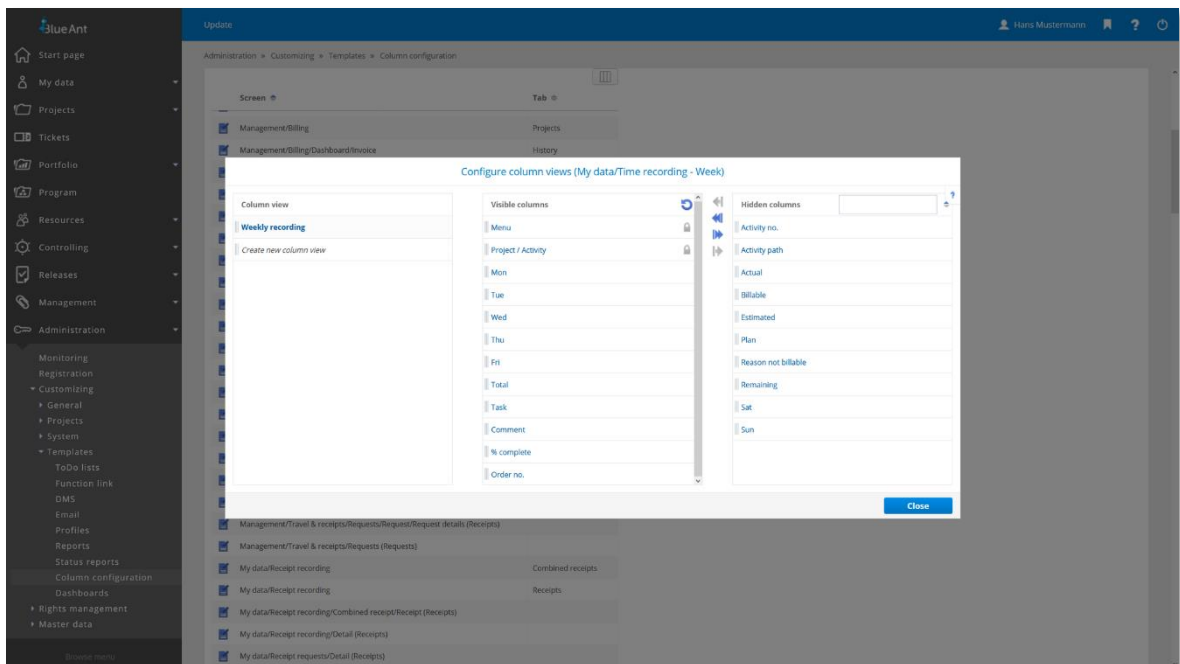 BlueAnt
Update
Hans Mustermann
?
Start page
My data
Projects
Tickets
Portfolio
Program
Resources
Controlling
Releases
Management
Administration
Monitoring
Registration
Customizing
General
Projects
System
Templates
ToDo lists
Function link
DMS
Email
Profiles
Reports
Status reports
Column configuration
Dashboards
Rights management
Master data
Browse menu
Administration » Customizing » Templates » Column configuration
Screen Tab
Management/Billing Projects
Management/Billing/Dashboard/Invoice History
Configure column views (My data/Time recording - Week)
?
Column view
Weekly recording
Create new column view
Visible columns
Menu
Project / Activity
Mon
Tue
Wed
Thu
Fri
Total
Task
Comment
% complete
Order no.
Hidden columns
Activity no.
Activity path
Actual
Billable
Estimated
Plan
Reason not billable
Remaining
Sat
Sun
Close
Management/Travel & receipts/Requests/Request/Request details (Receipts)
Management/Travel & receipts/Requests (Requests)
My data/Receipt recording Combined receipts
My data/Receipt recording Receipts
My data/Receipt recording/Combined receipt/Receipt (Receipts)
My data/Receipt recording/Detail (Receipts)
My data/Receipt requests/Detail (Receipts)